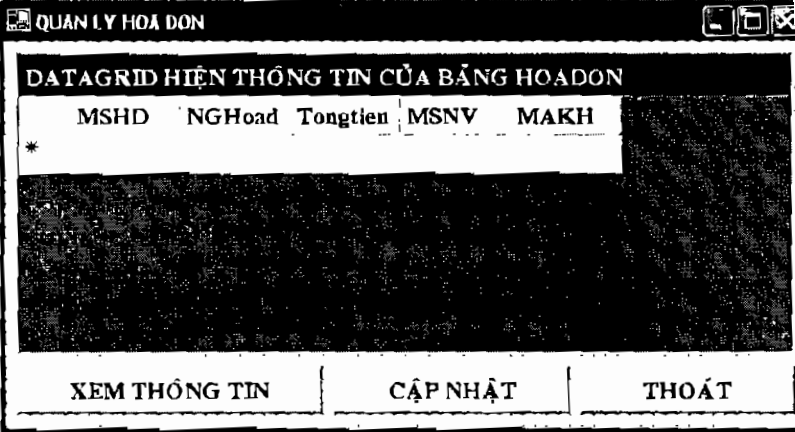 QUAN LY HOA DON
DATAGRID HIỆN THÔNG TIN CỦA BẢNG HOADON
MSHD NGHoad Tongtien MSNV MAKH
*
XEM THÔNG TIN CẬP NHẬT THOÁT